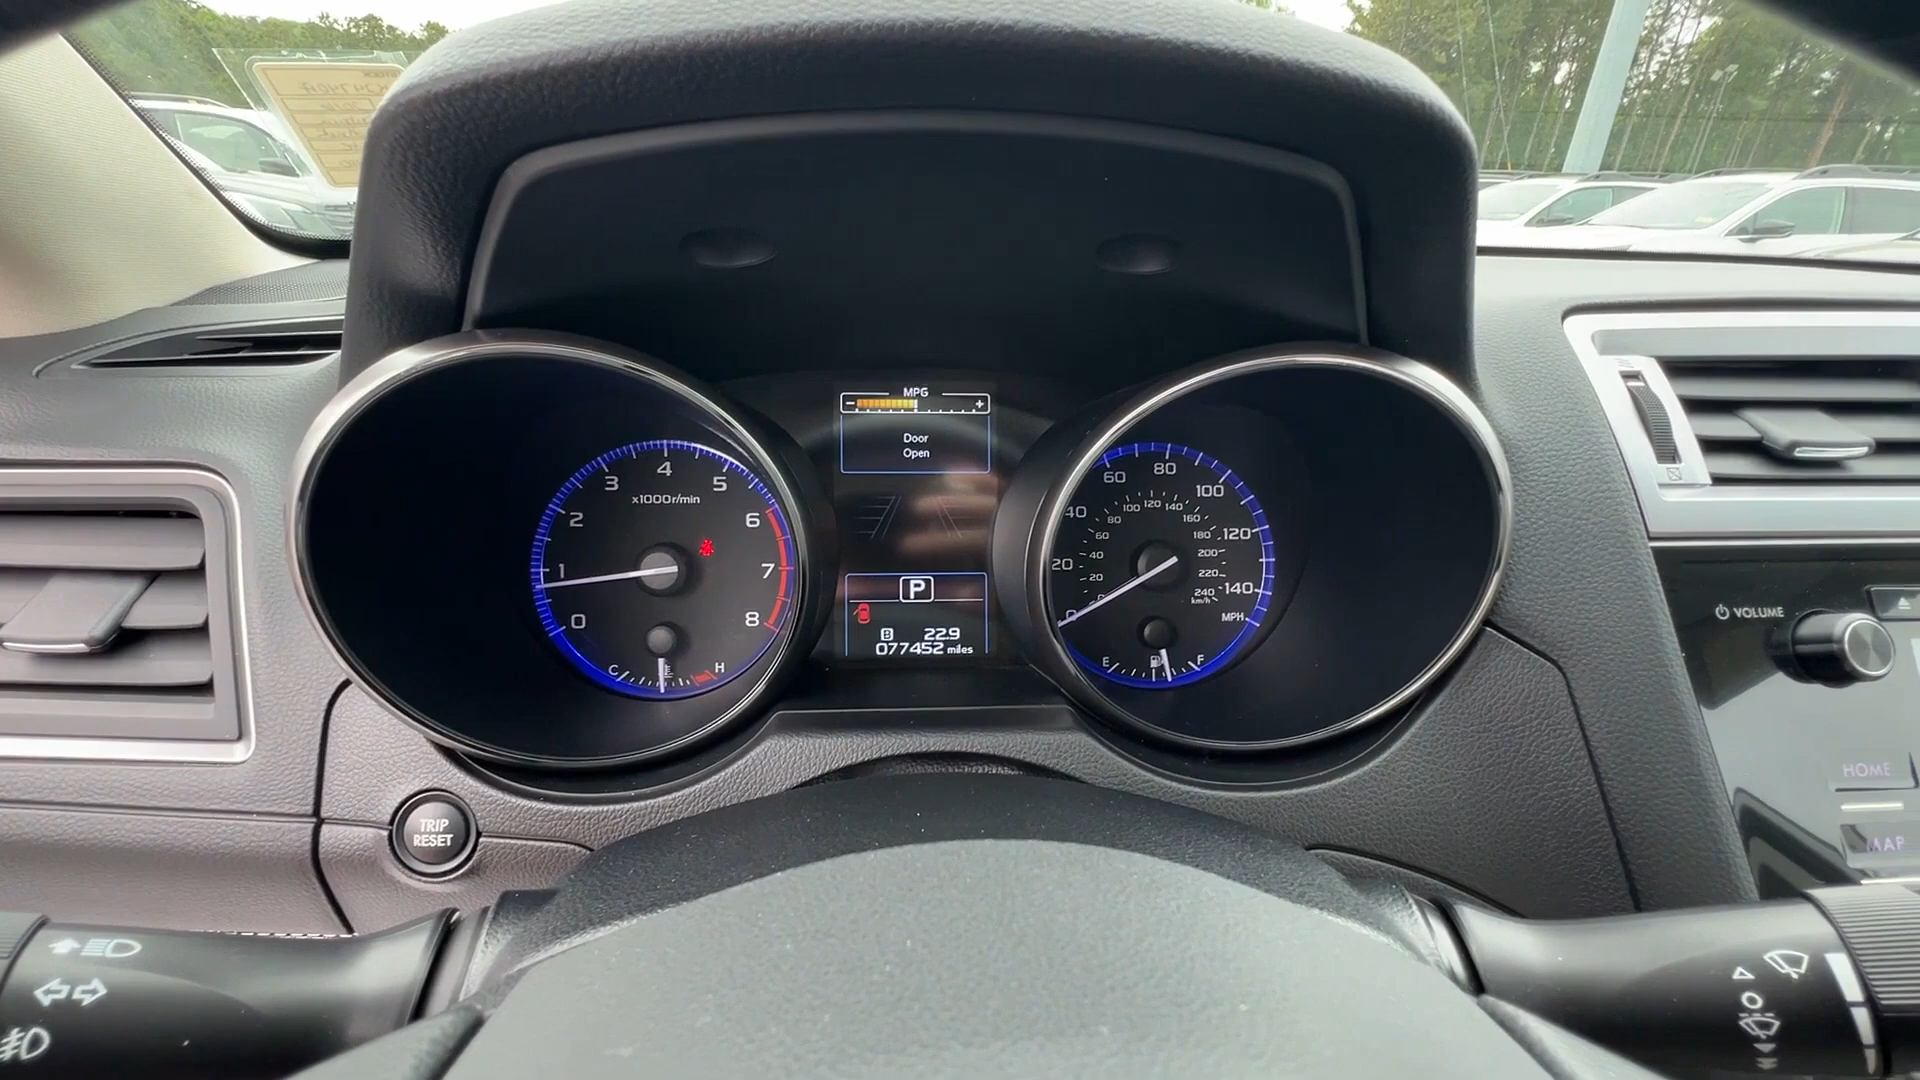 MPG
- +
Door
Open
4
3 5
x1000r/min
2 6
1 7
0 8
C H
P
B 22.9
077452 miles
60 80 100
40 120
20 140
0 MPH
100 120 140
80 160
60 180
40 200
20 220
0 240
km/h
E F
TRIP
RESET
VOLUME
HOME
MAP